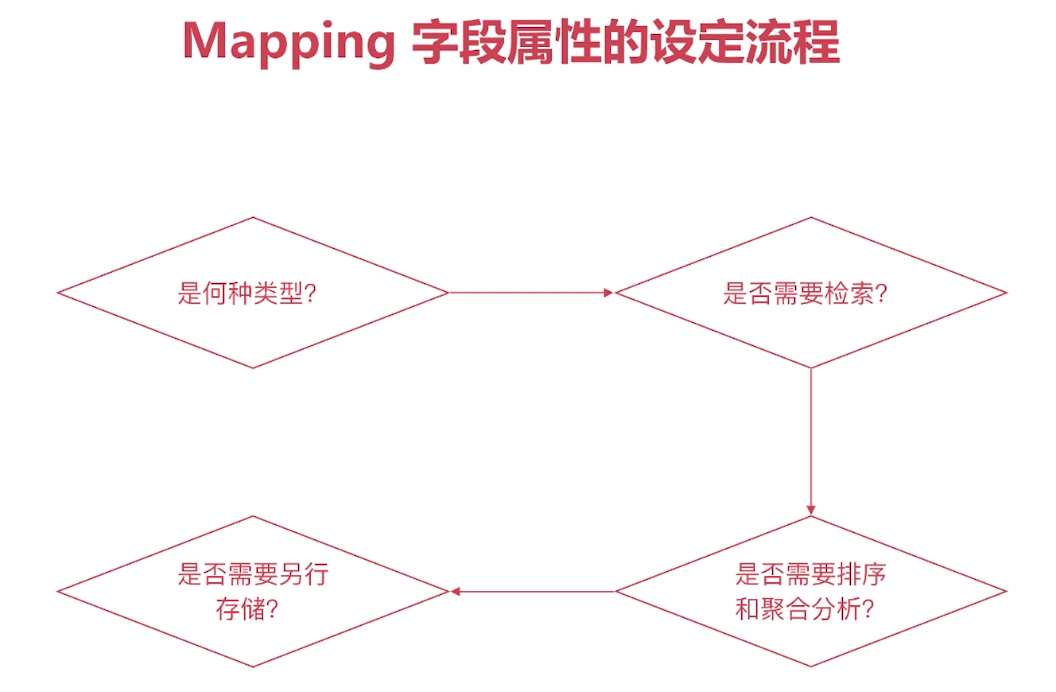 Mapping 字段属性的设定流程
是何种类型?
是否需要检索?
是否需要排序
和聚合分析?
是否需要另行
存储?